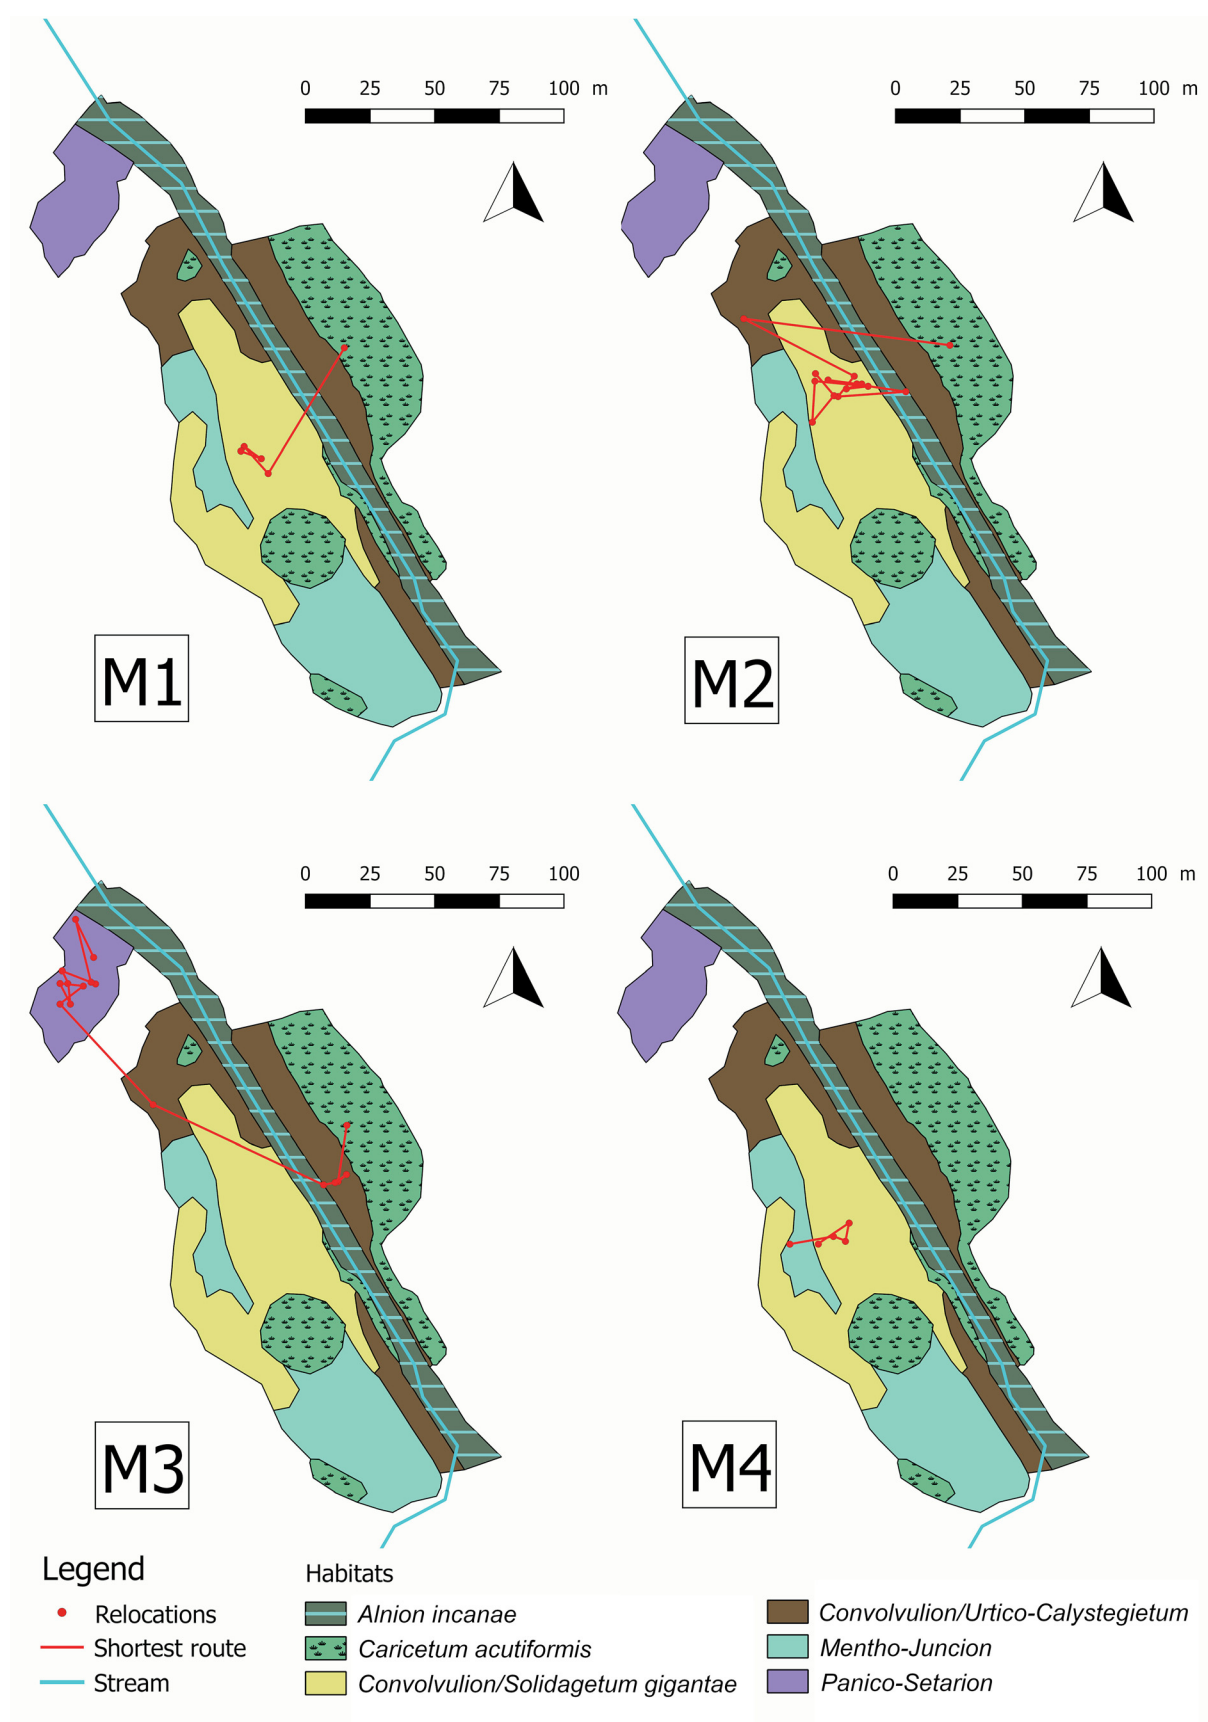 0 25 50 75 100 m
0 25 50 75 100 m
M1
M2
0 25 50 75 100
0 25 50 75 100 m
M3
M4
Legend
Habitats
Relocations
Shortest route
Stream
Alnion incanae
Caricetum acutiformis
Convolvulion/Solidagetum gigantae
Convolvulion/Urtico-Calystegietum
Mentho-Juncion
Panico-Setarion